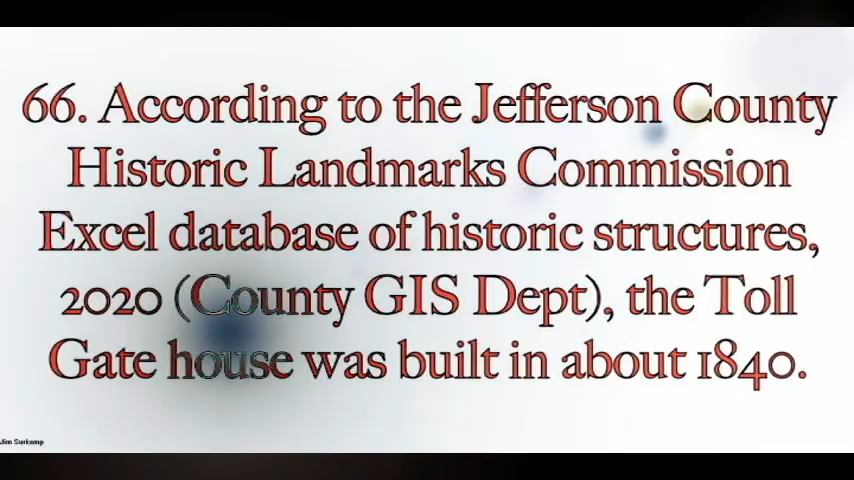 66. According to the Jefferson County
Historic Landmarks Commission
Excel database of historic structures,
2020 (County GIS Dept), the Toll
Gate house was built in about 1840.
Jim Surkamp